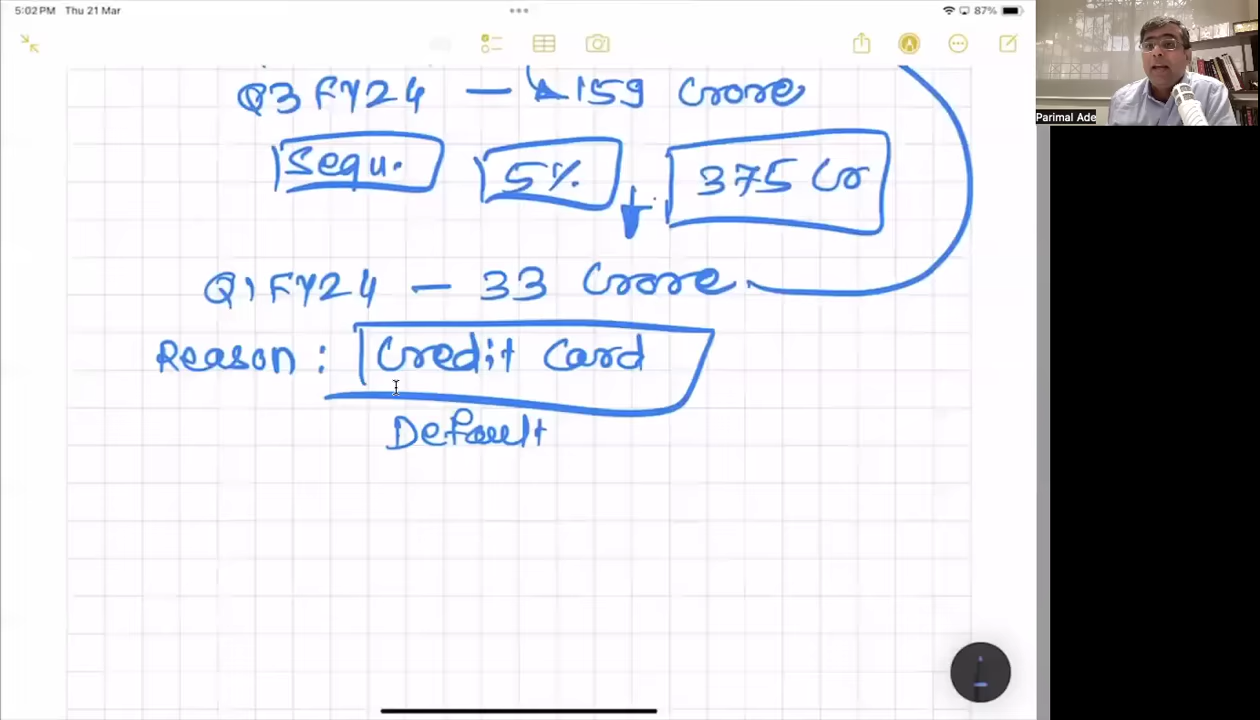 5:02 PM Thu 21 Mar
87%
Parimal Ade
Q3 FY24 — 159 Crore
Sequ. 5% 375 Cr
Q1 FY24 — 33 Crore
Reason : Credit Card
Default